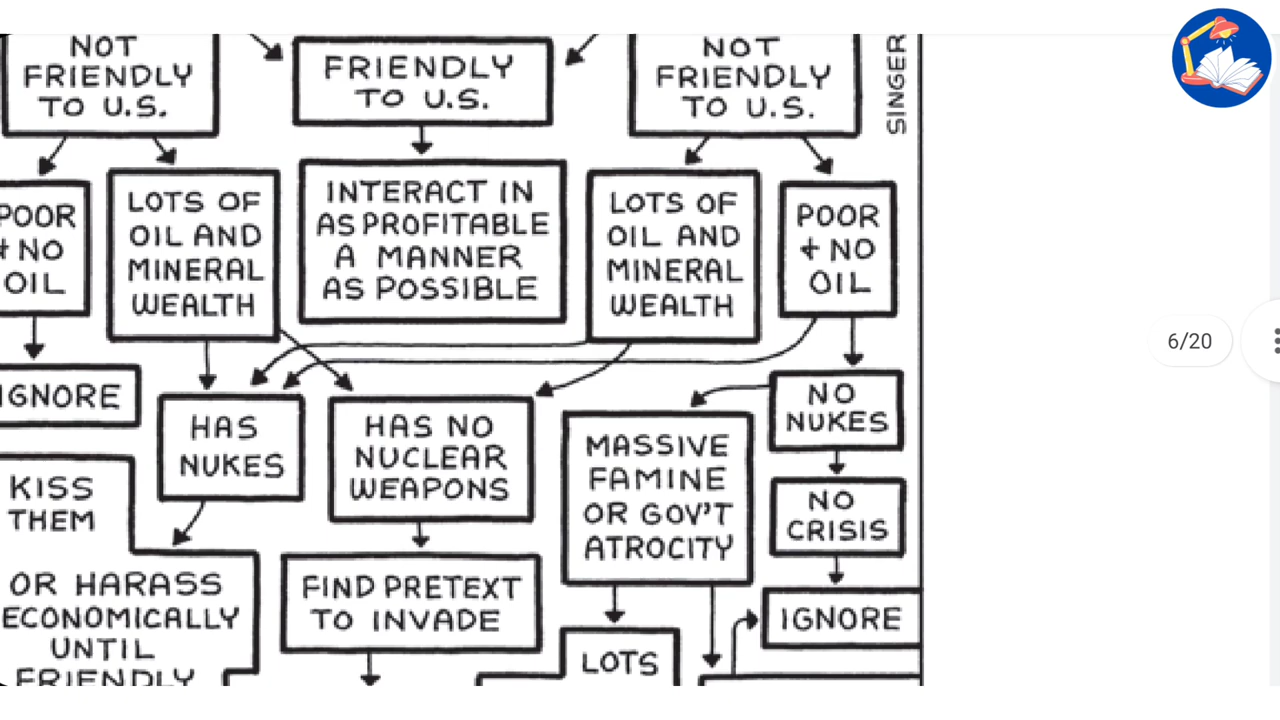 NOT
FRIENDLY
TO U.S.
FRIENDLY
TO U.S.
NOT
FRIENDLY
TO U.S.
SINGER
POOR
+ NO
OIL
LOTS OF
OIL AND
MINERAL
WEALTH
INTERACT IN
AS PROFITABLE
A MANNER
AS POSSIBLE
LOTS OF
OIL AND
MINERAL
WEALTH
POOR
+ NO
OIL
6/20
IGNORE
HAS
NUKES
HAS NO
NUCLEAR
WEAPONS
MASSIVE
FAMINE
OR GOV'T
ATROCITY
NO
NUKES
KISS
THEM
NO
CRISIS
OR HARASS
ECONOMICALLY
UNTIL
FRIENDLY
FIND PRETEXT
TO INVADE
IGNORE
LOTS